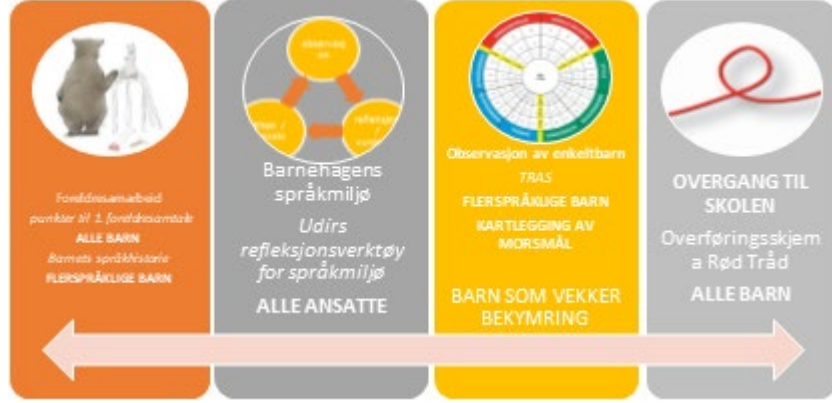 Foreldresamarbeid
punkter til 1. foreldresamtale
ALLE BARN
Barnets språkhistorie
FLERSPRÅKLIGE BARN
Barnehagens
språkmiljø
Udirs
refleksjonsverktøy
for språkmiljø
ALLE ANSATTE
Observasjon av enkeltbarn
TRAS
FLERSPRÅKLIGE BARN
KARTLEGGING AV
MORSMÅL
BARN SOM VEKKER
BEKYMRING
OVERGANG TIL
SKOLEN
Overføringsskjem
a Rød Tråd
ALLE BARN